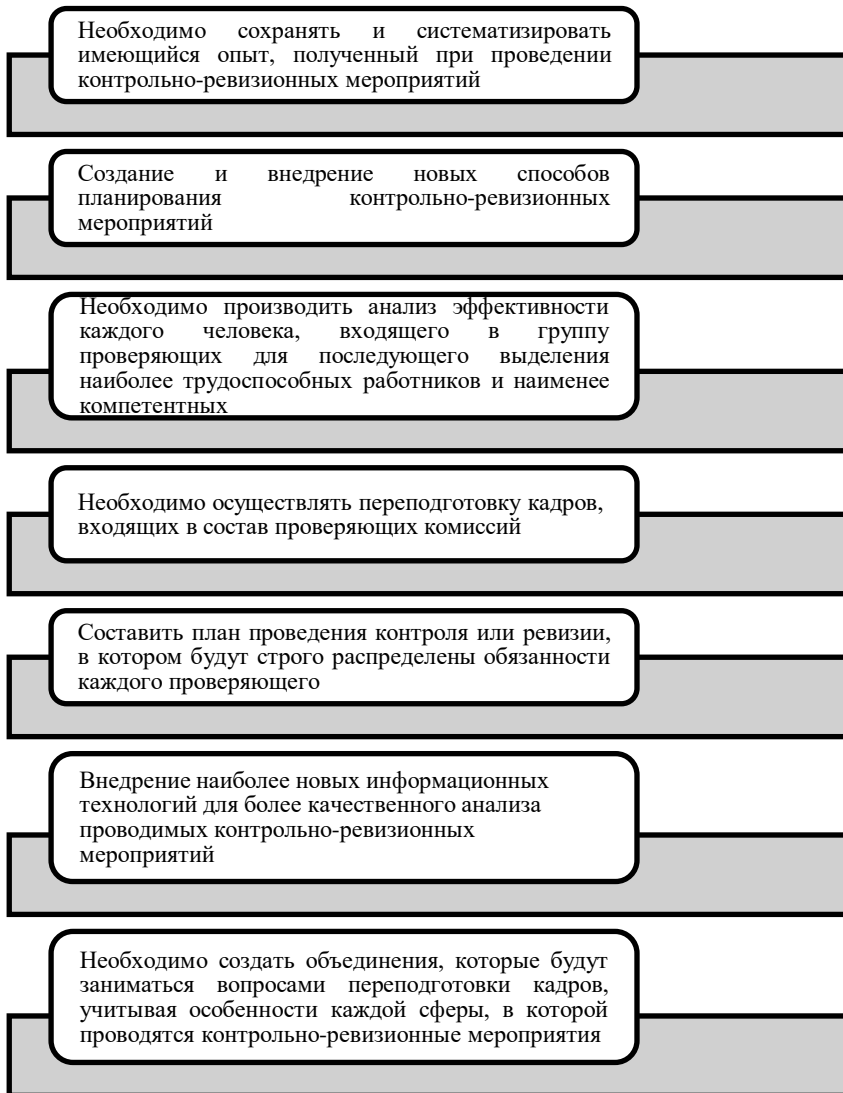 Необходимо сохранять и систематизировать
имеющийся опыт, полученный при проведении
контрольно-ревизионных мероприятий
Создание и внедрение новых способов
планирования контрольно-ревизионных
мероприятий
Необходимо производить анализ эффективности
каждого человека, входящего в группу
проверяющих для последующего выделения
наиболее трудоспособных работников и наименее
компетентных
Необходимо осуществлять переподготовку кадров,
входящих в состав проверяющих комиссий
Составить план проведения контроля или ревизии,
в котором будут строго распределены обязанности
каждого проверяющего
Внедрение наиболее новых информационных
технологий для более качественного анализа
проводимых контрольно-ревизионных
мероприятий
Необходимо создать объединения, которые будут
заниматься вопросами переподготовки кадров,
учитывая особенности каждой сферы, в которой
проводятся контрольно-ревизионные мероприятия